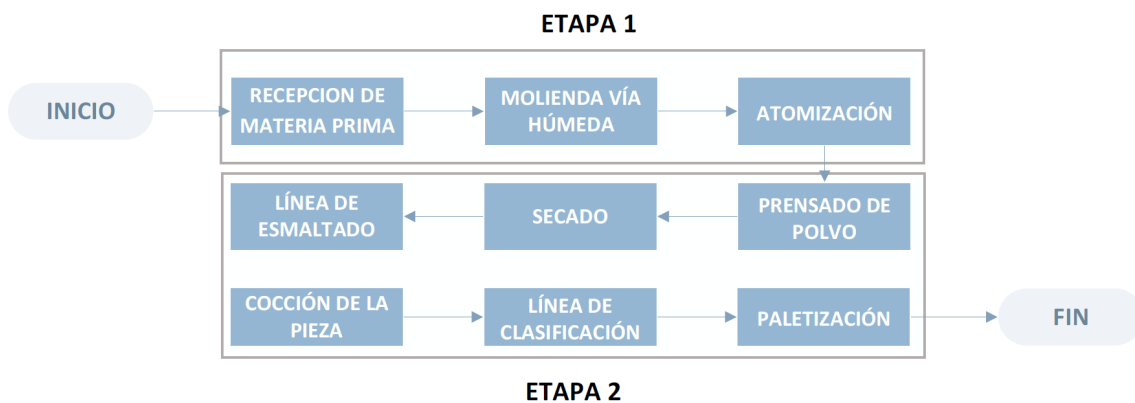 ETAPA 1
INICIO
RECEPCION DE
MATERIA PRIMA
MOLIENDA VÍA
HÚMEDA
ATOMIZACIÓN
PRENSADO DE
POLVO
SECADO
LÍNEA DE
ESMALTADO
COCCIÓN DE LA
PIEZA
LÍNEA DE
CLASIFICACIÓN
PALETIZACIÓN
FIN
ETAPA 2